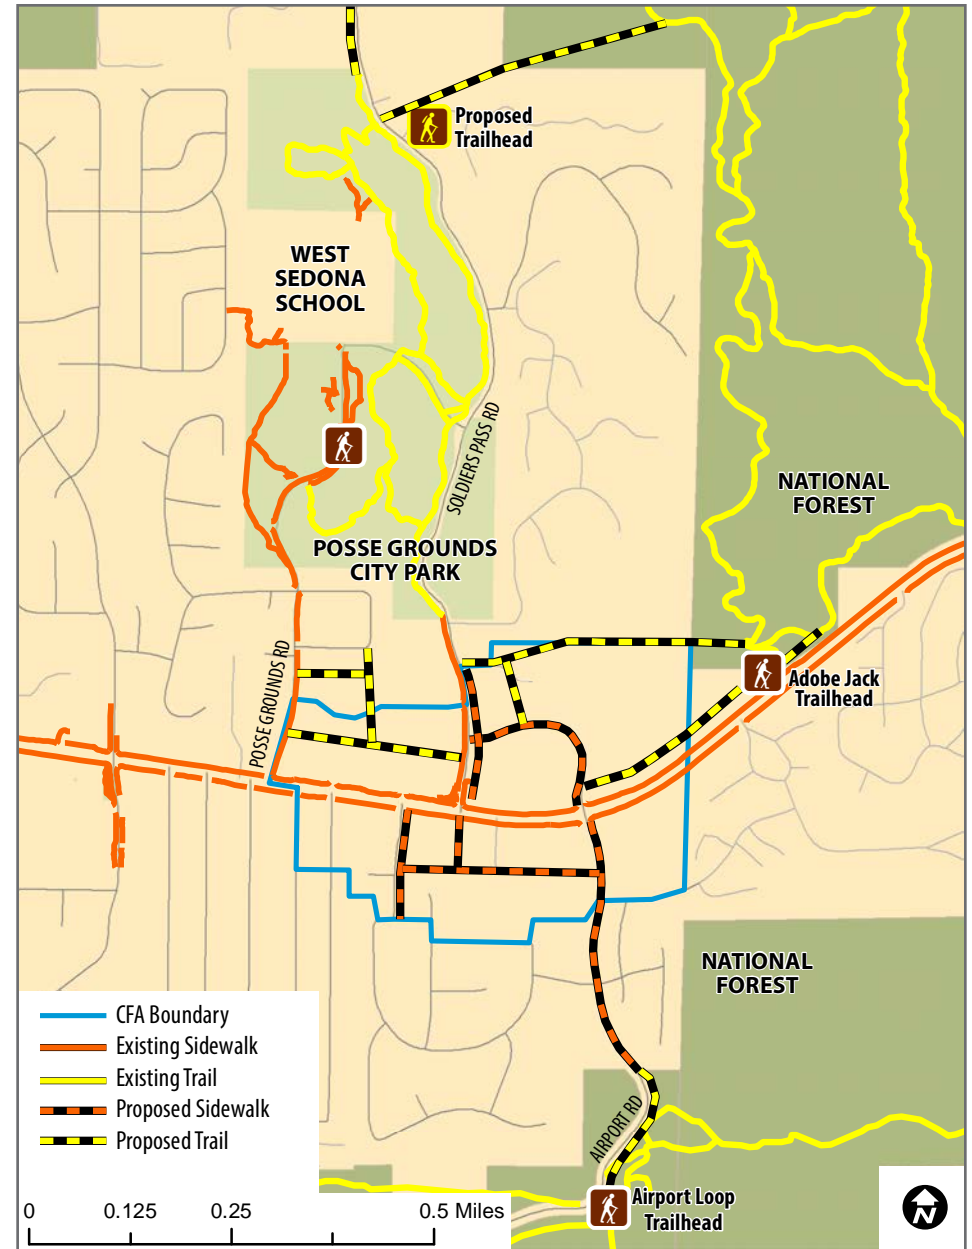 Proposed
Trailhead
WEST
SEDONA
SCHOOL
SOLDIERS PASS RD
NATIONAL
FOREST
POSSE GROUNDS
CITY PARK
POSSE GROUNDS RD
Adobe Jack
Trailhead
NATIONAL
FOREST
CFA Boundary
Existing Sidewalk
Existing Trail
Proposed Sidewalk
Proposed Trail
AIRPORT RD
Airport Loop
Trailhead
0 0.125 0.25 0.5 Miles
N